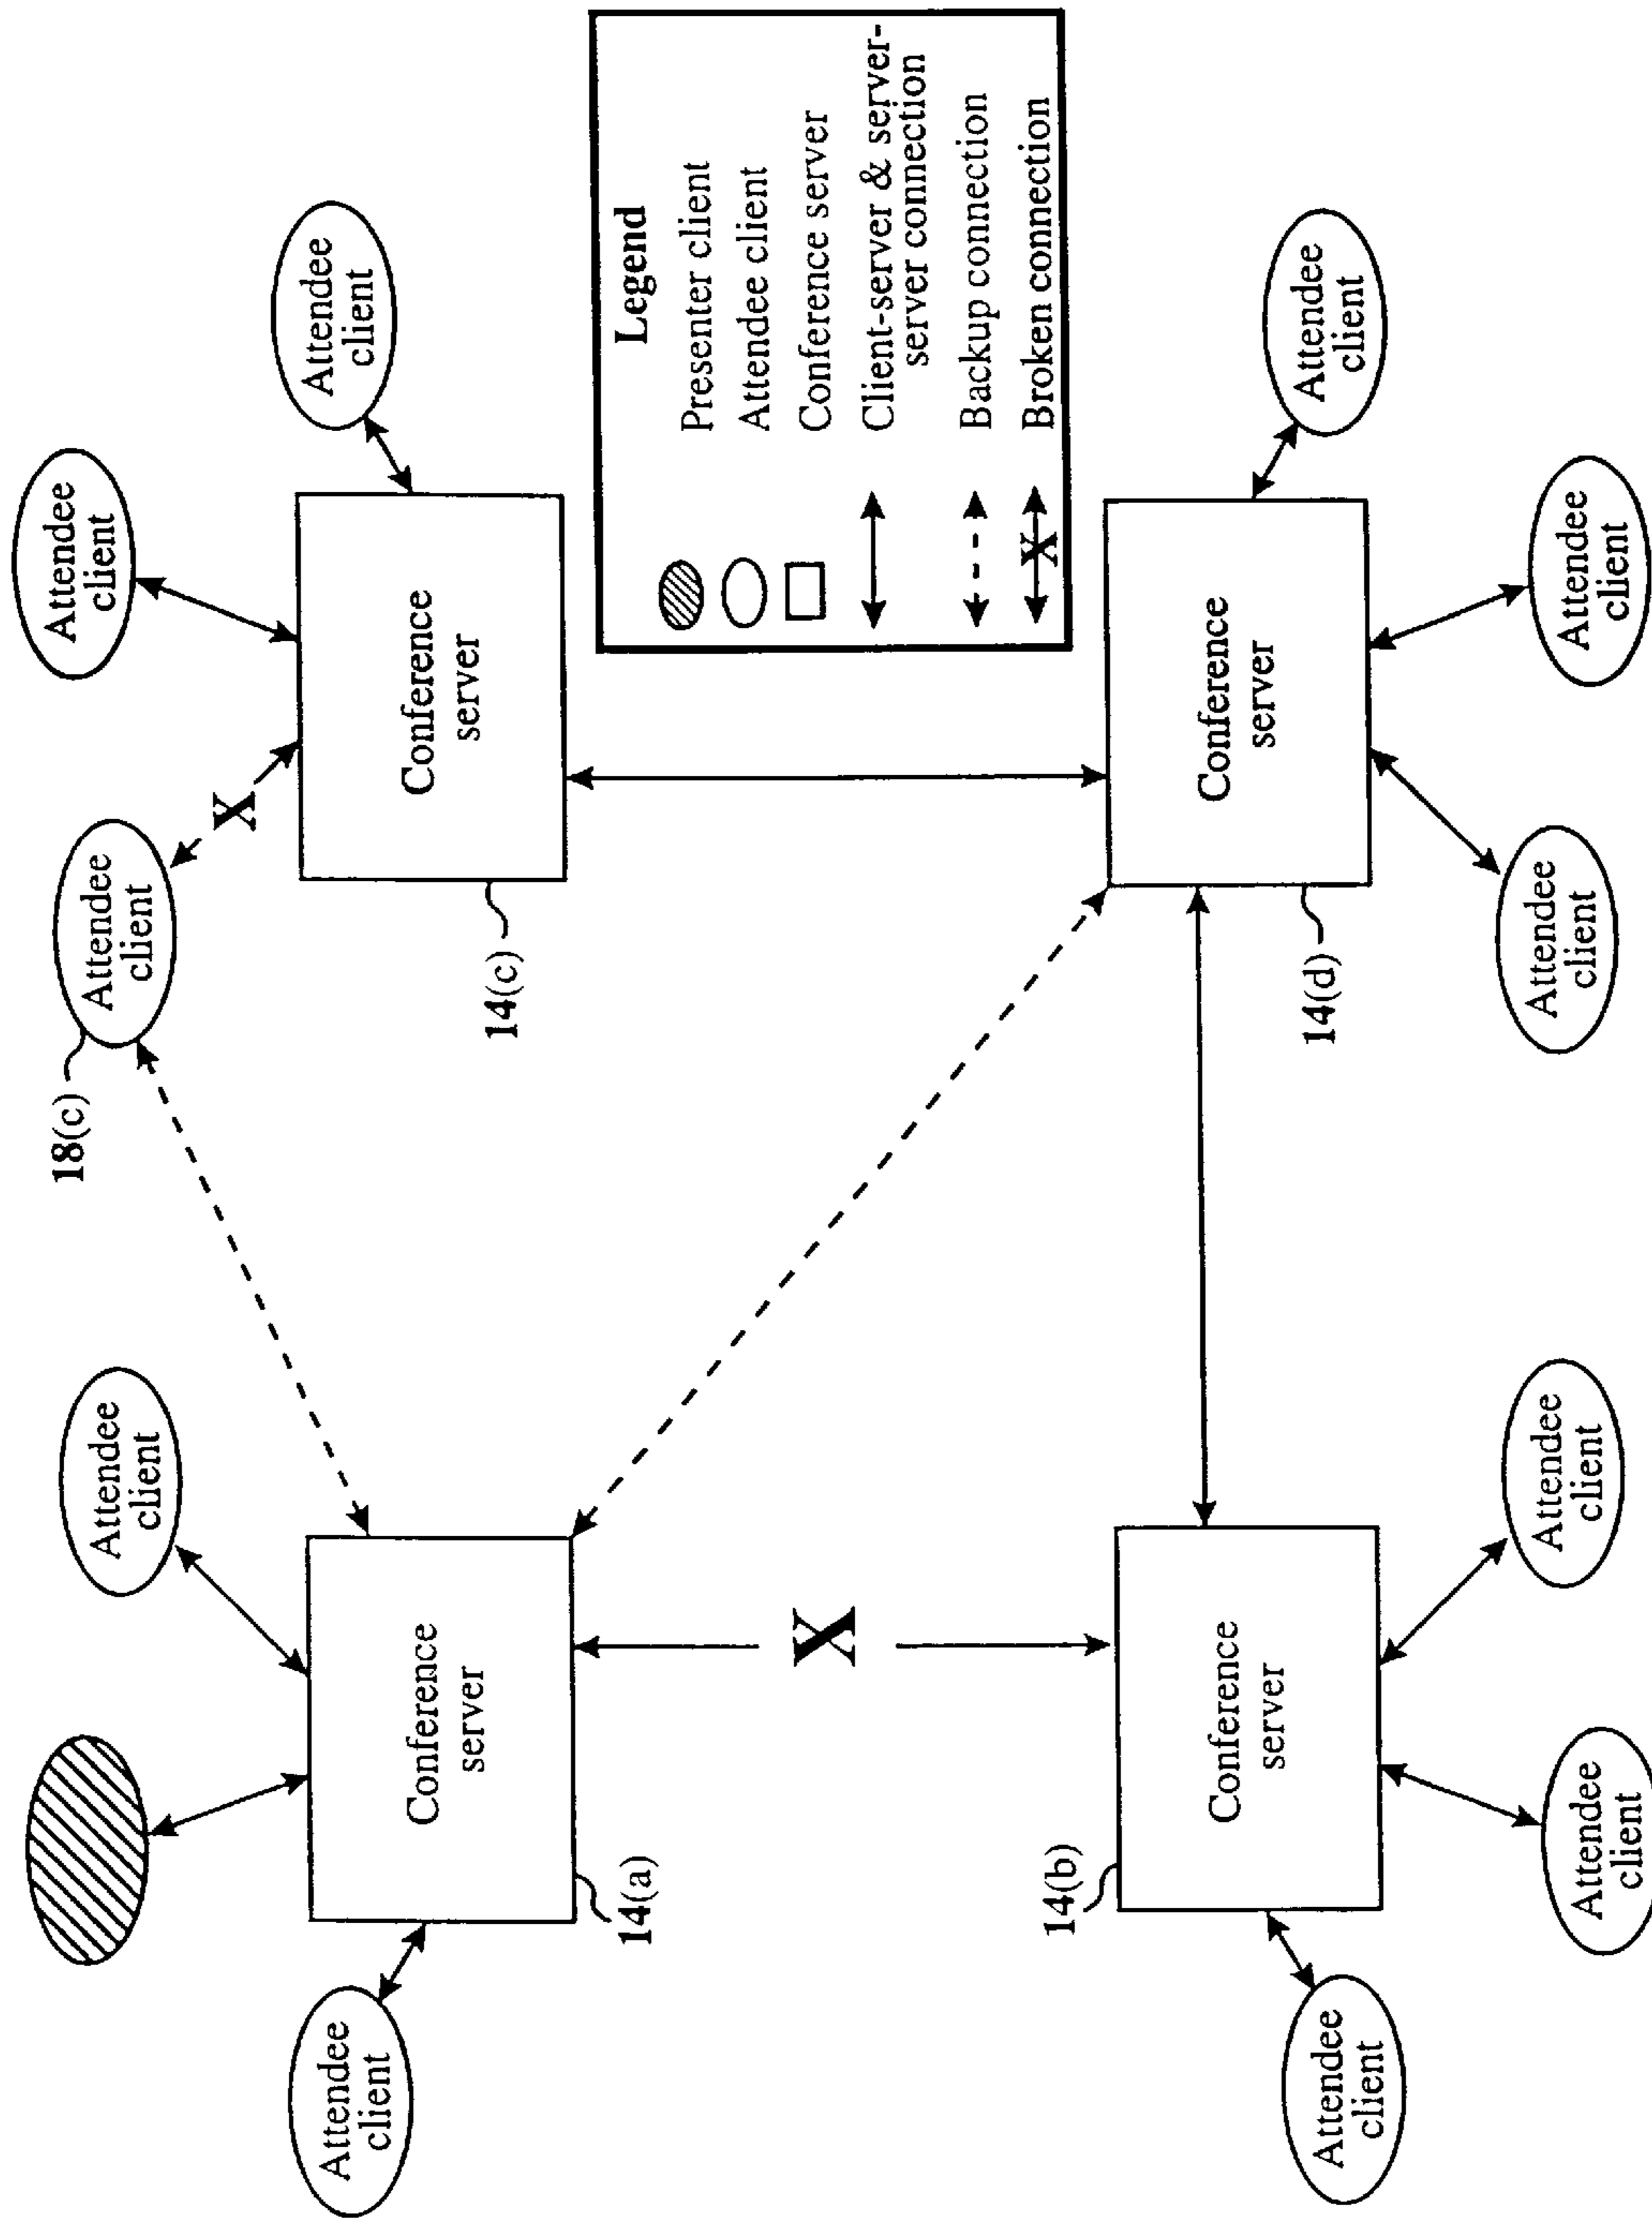 Attendee
client
18(c)
Attendee
client
Attendee
client
X
Attendee
client
Conference
server
14(a)
Conference
server
14(c)
Attendee
client
X
Legend
Presenter client
Attendee client
Conference server
Client-server & server-
server connection
Backup connection
X Broken connection
14(b)
Attendee
client
Conference
server
Conference
server
14(d)
Attendee
client
Attendee
client
Attendee
client
Attendee
client
Attendee
client